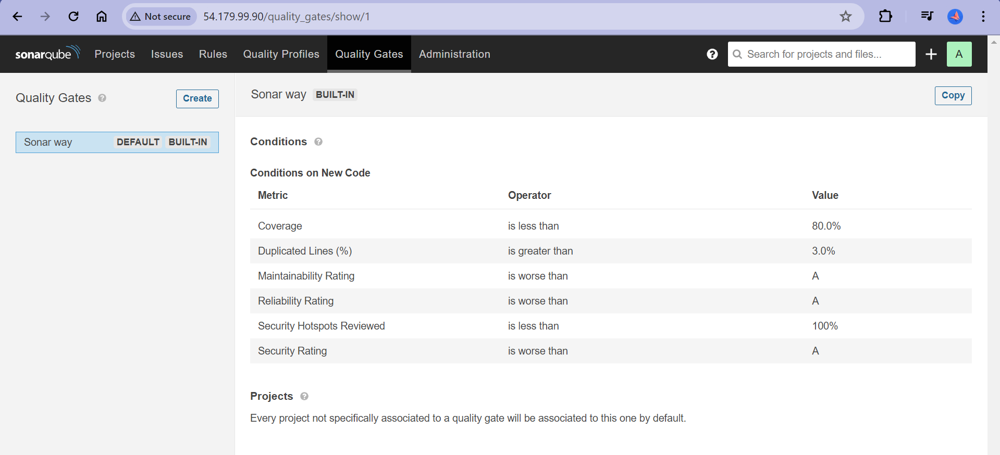 Not secure 54.179.99.90/quality_gates/show/1
sonarqube Projects Issues Rules Quality Profiles Quality Gates Administration ? Search for projects and files... + A
Quality Gates ? Create
Sonar way DEFAULT BUILT-IN
Sonar way BUILT-IN Copy
Conditions ?
Conditions on New Code
Metric Operator Value
Coverage is less than 80.0%
Duplicated Lines (%) is greater than 3.0%
Maintainability Rating is worse than A
Reliability Rating is worse than A
Security Hotspots Reviewed is less than 100%
Security Rating is worse than A
Projects ?
Every project not specifically associated to a quality gate will be associated to this one by default.